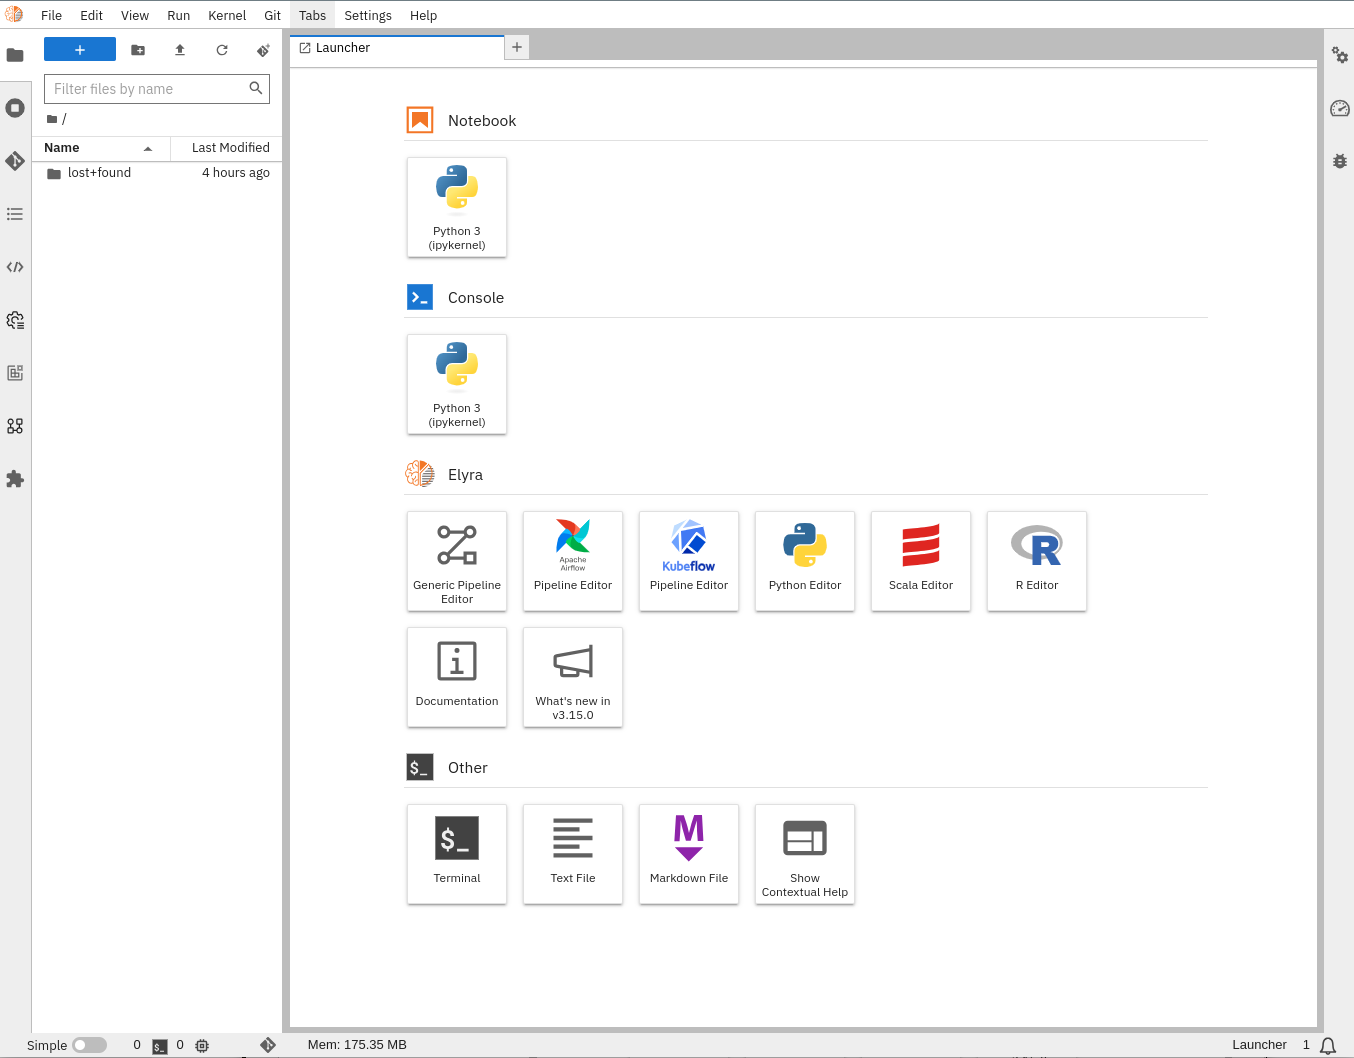 File Edit View Run Kernel Git Tabs Settings Help
+
Launcher
+
Filter files by name
/
Name Last Modified
lost+found 4 hours ago
Notebook
Python 3
(ipykernel)
Console
Python 3
(ipykernel)
Elyra
Generic Pipeline
Editor
Apache
Airflow
Pipeline Editor
Kubeflow
Pipeline Editor
Python Editor
Scala Editor
R
R Editor
Documentation
What's new in
v3.15.0
$_ Other
$_
Terminal
Text File
M
Markdown File
Show
Contextual Help
Simple 0 $_ 0 Mem: 175.35 MB Launcher 1